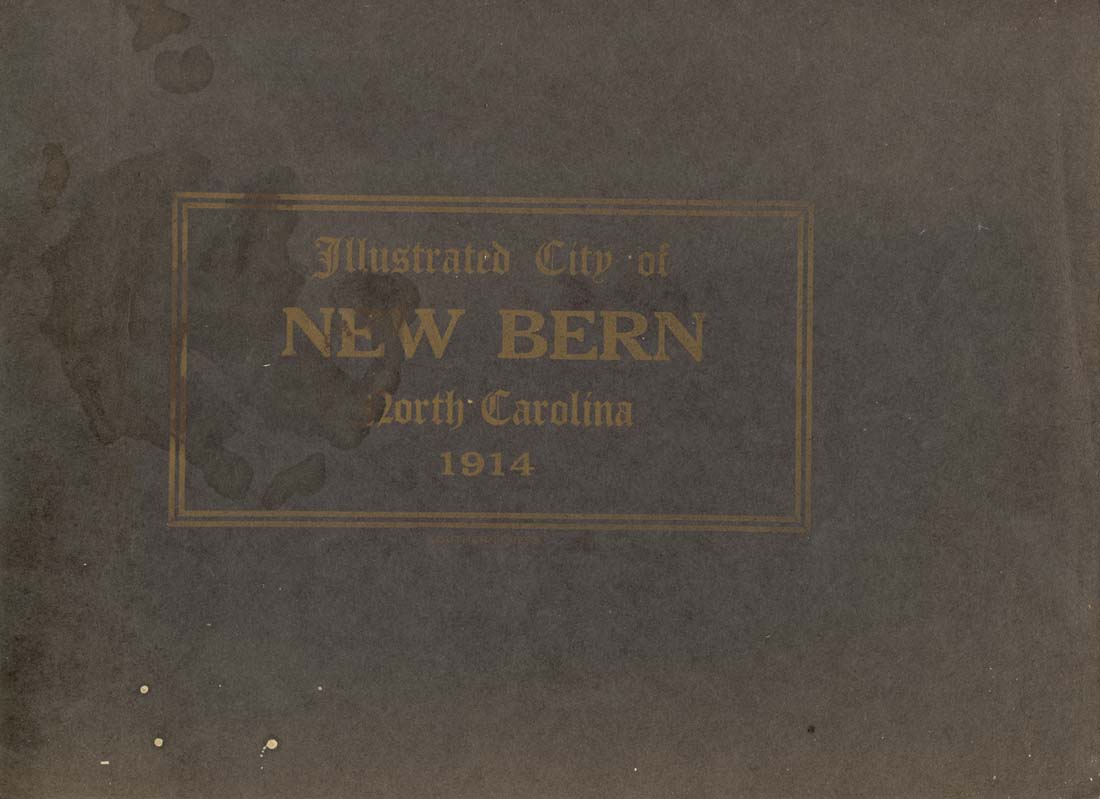 Illustrated City of
NEW BERN
North Carolina
1914